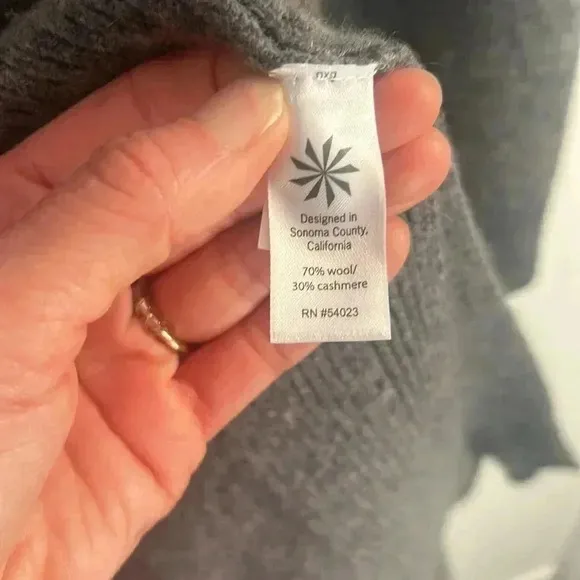 Designed in
Sonoma County,
California
70% wool/
30% cashmere
RN #54023